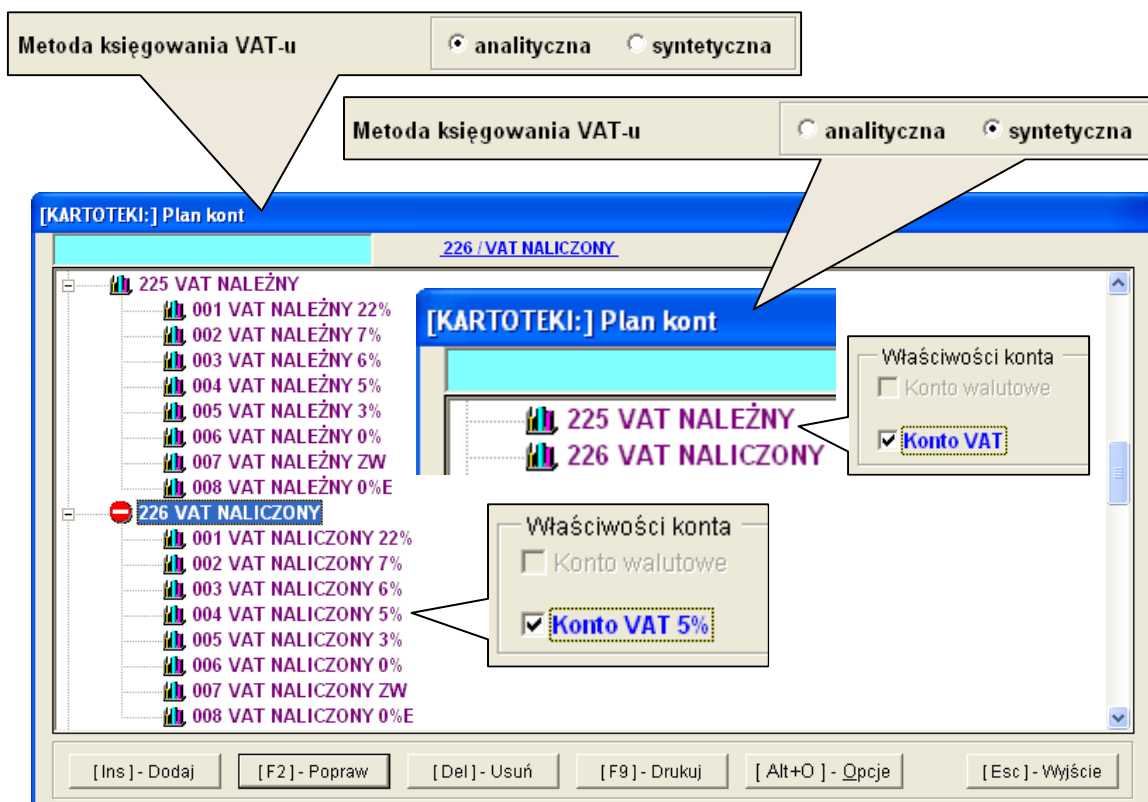 Metoda księgowania VAT-u analityczna syntetyczna
Metoda księgowania VAT-u analityczna syntetyczna
[KARTOTEKI:] Plan kont
226 / VAT NALICZONY
225 VAT NALEŻNY
001 VAT NALEŻNY 22%
002 VAT NALEŻNY 7%
003 VAT NALEŻNY 6%
004 VAT NALEŻNY 5%
005 VAT NALEŻNY 3%
006 VAT NALEŻNY 0%
007 VAT NALEŻNY ZW
008 VAT NALEŻNY 0%E
226 VAT NALICZONY
001 VAT NALICZONY 22%
002 VAT NALICZONY 7%
003 VAT NALICZONY 6%
004 VAT NALICZONY 5%
005 VAT NALICZONY 3%
006 VAT NALICZONY 0%
007 VAT NALICZONY ZW
008 VAT NALICZONY 0%E
[KARTOTEKI:] Plan kont
225 VAT NALEŻNY
226 VAT NALICZONY
Właściwości konta
Konto walutowe
Konto VAT
Właściwości konta
Konto walutowe
Konto VAT 5%
[Ins] - Dodaj [F2] - Popraw [Del] - Usuń [F9] - Drukuj [Alt+O] - Opcje [Esc] - Wyjście